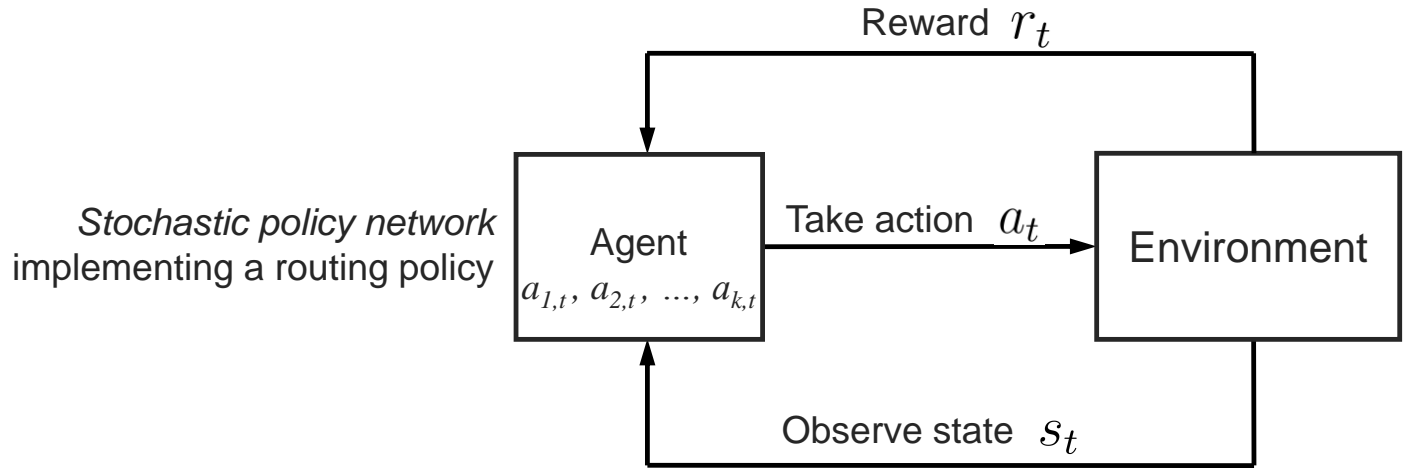 Reward r_t
Stochastic policy network
implementing a routing policy
Agent
a_{1,t}, a_{2,t}, ..., a_{k,t}
Take action a_t
Environment
Observe state s_t